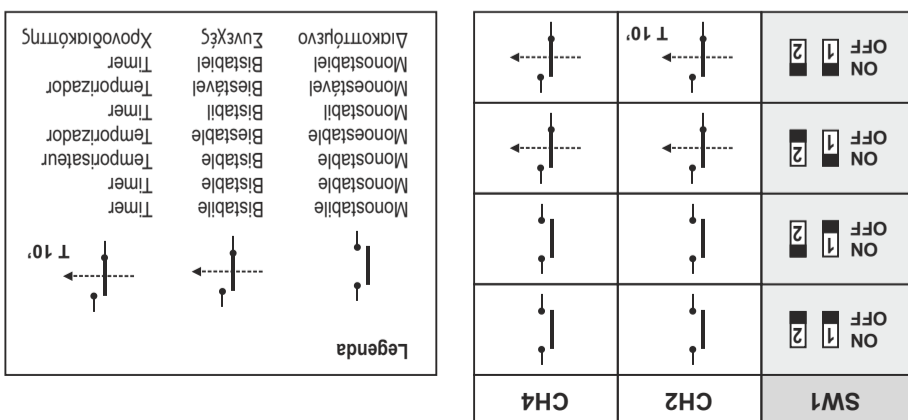 SW1 CH2 CH4
ON
OFF 1 2
ON
OFF 1 2
ON
OFF 1 2
ON
OFF 1 2 T 10'
Legenda
T 10'
Monostabile Bistabile Timer
Monostable Bistable Timer
Monostable Bistable Temporisateur
Monoestable Biestable Temporizador
Monostabil Bistabil Timer
Monoestável Biestável Temporizador
Monostabiel Bistabiel Timer
Διακοπτόμενο Συνεχές Χρονοδιακόπτης